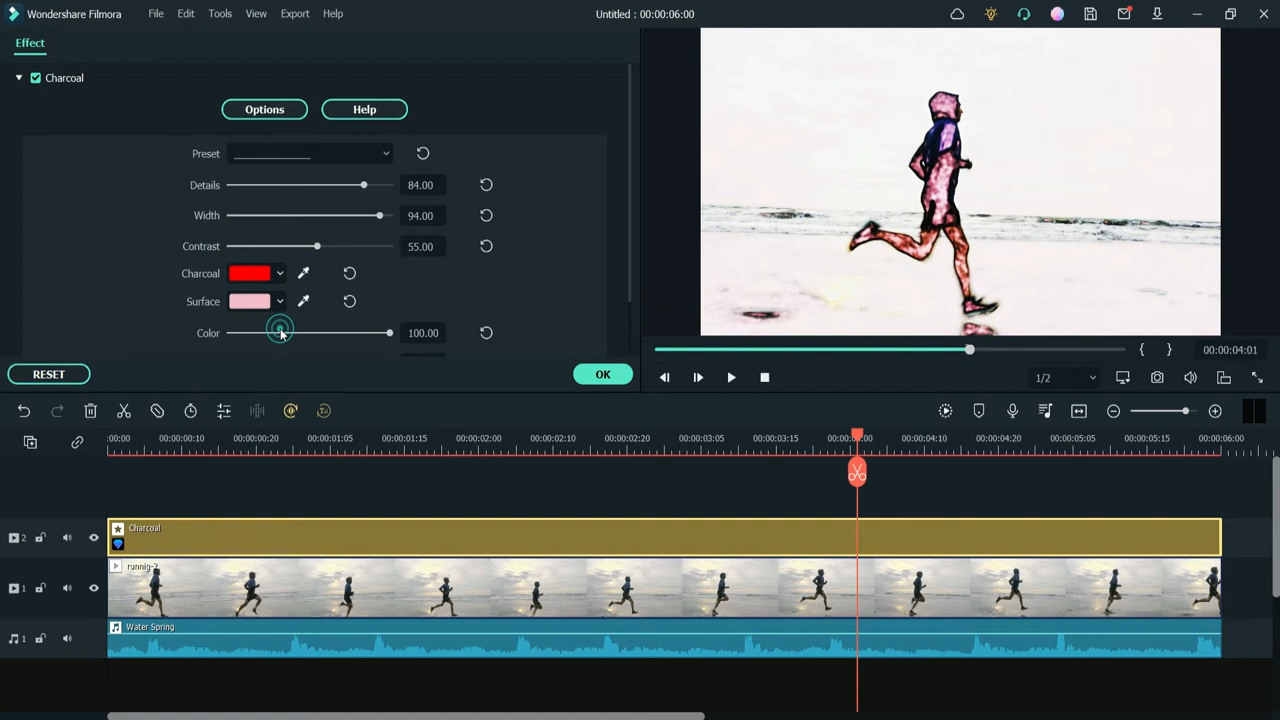 Wondershare Filmora File Edit Tools View Export Help Untitled : 00:00:06:00
Effect
Charcoal
Options Help
Preset
Details 84.00
Width 94.00
Contrast 55.00
Charcoal
Surface
Color 100.00
RESET OK
00:00:04:01
1/2
:00:00 00:00:00:10 00:00:00:20 00:00:01:05 00:00:01:15 00:00:02:00 00:00:02:10 00:00:02:20 00:00:03:05 00:00:03:15 00:00:04:10 00:00:04:20 00:00:05:05 00:00:05:15 00:00:06:00
2 Charcoal
1 runnig-2
1 Water Spring